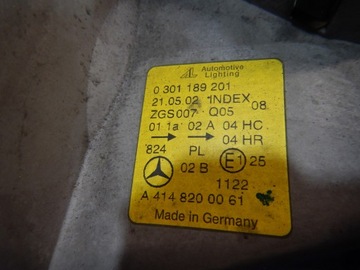 Automotive
Lighting
0 301 189 201
21.05.02 INDEX 08
ZGS007 Q05
01 1a 02 A 04 HC
→ → 04 HR
824 PL
02 B E1 25
1122
A 414 820 00 61
Made in Germany